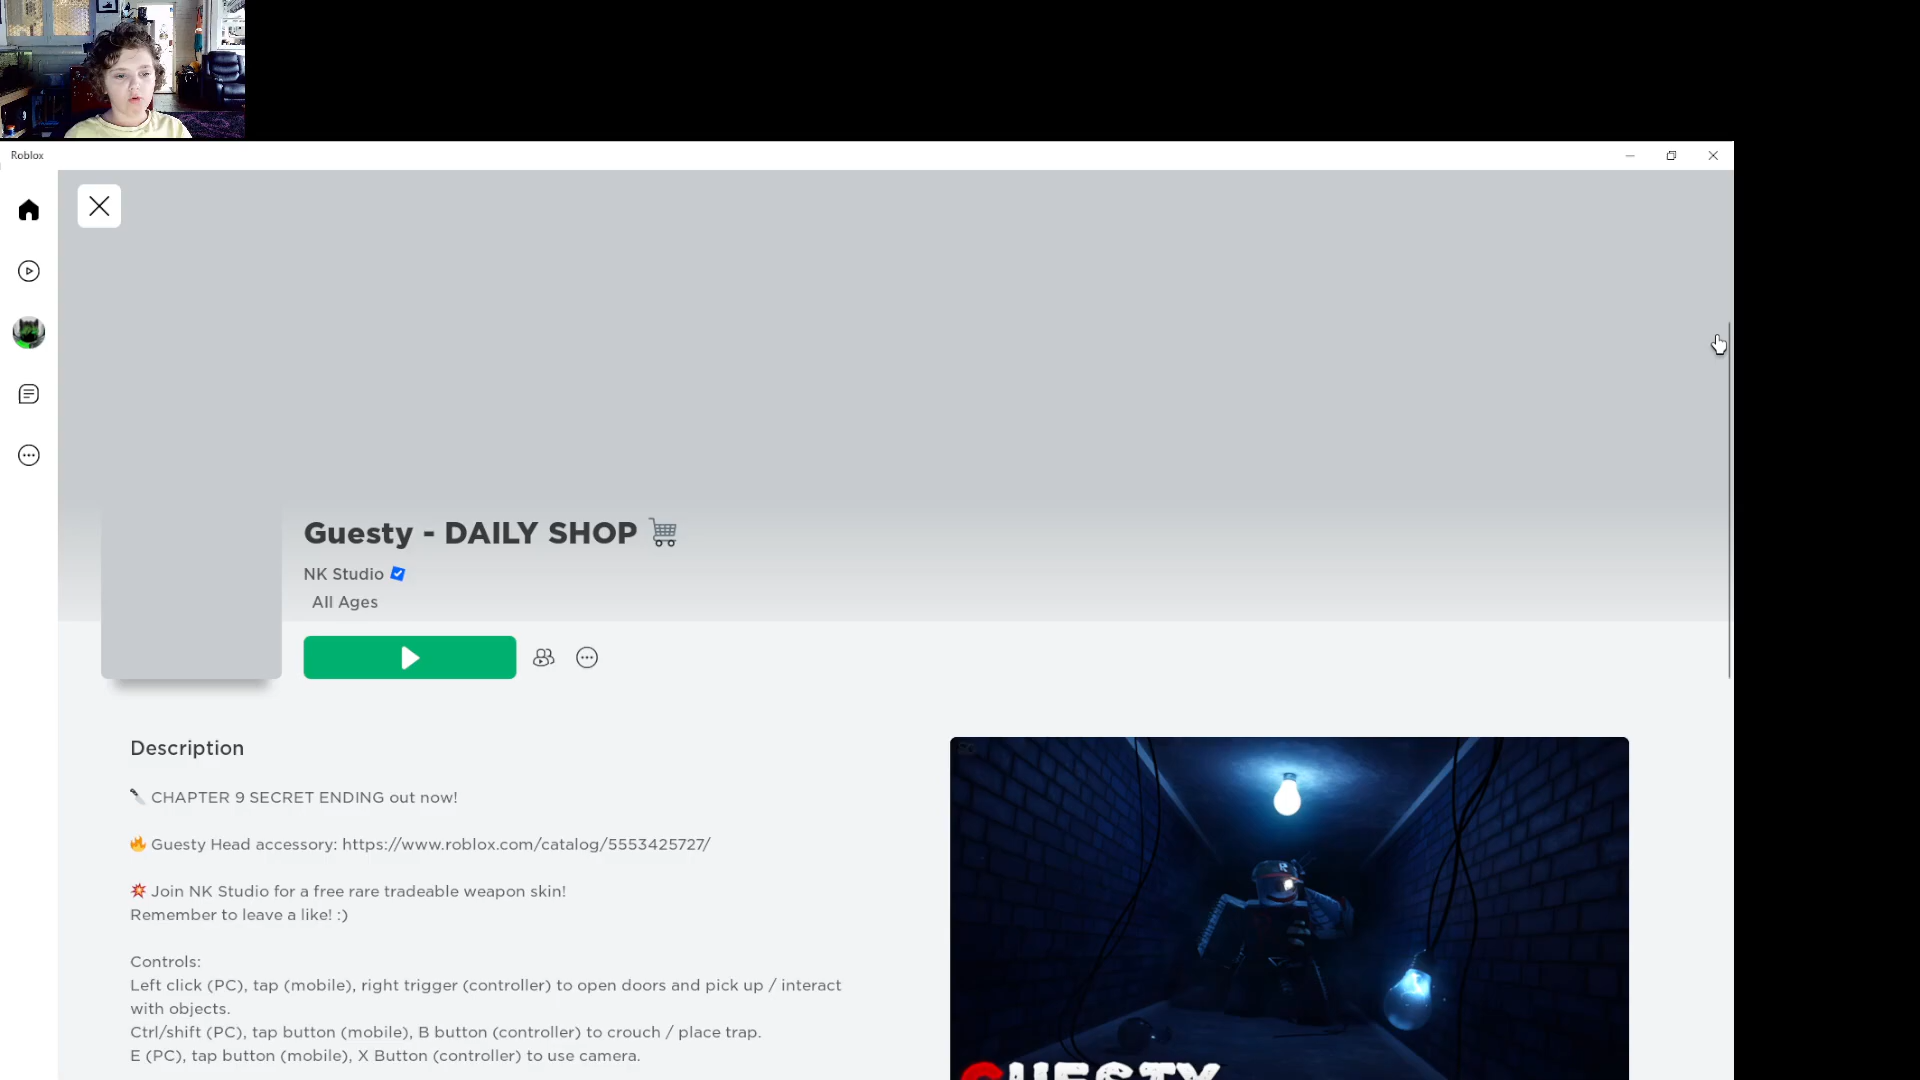 Roblox
Guesty - DAILY SHOP 🛒
NK Studio
All Ages
Description
🔪 CHAPTER 9 SECRET ENDING out now!
🔥 Guesty Head accessory: https://www.roblox.com/catalog/5553425727/
💥 Join NK Studio for a free rare tradeable weapon skin!
Remember to leave a like! :)
Controls:
Left click (PC), tap (mobile), right trigger (controller) to open doors and pick up / interact
with objects.
Ctrl/shift (PC), tap button (mobile), B button (controller) to crouch / place trap.
E (PC), tap button (mobile), X Button (controller) to use camera.
GUESTY